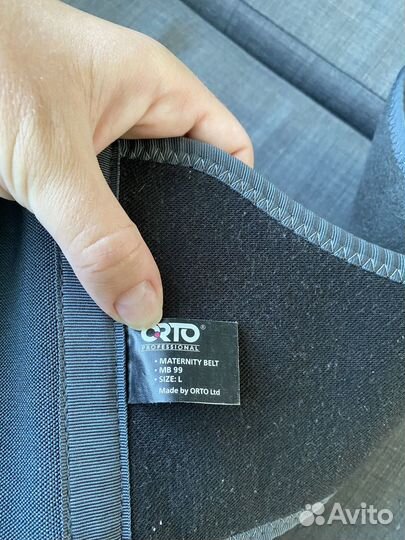 ORTO®
PROFESSIONAL
• MATERNITY BELT
• MB 99
• SIZE: L
Made by ORTO Ltd
Avito